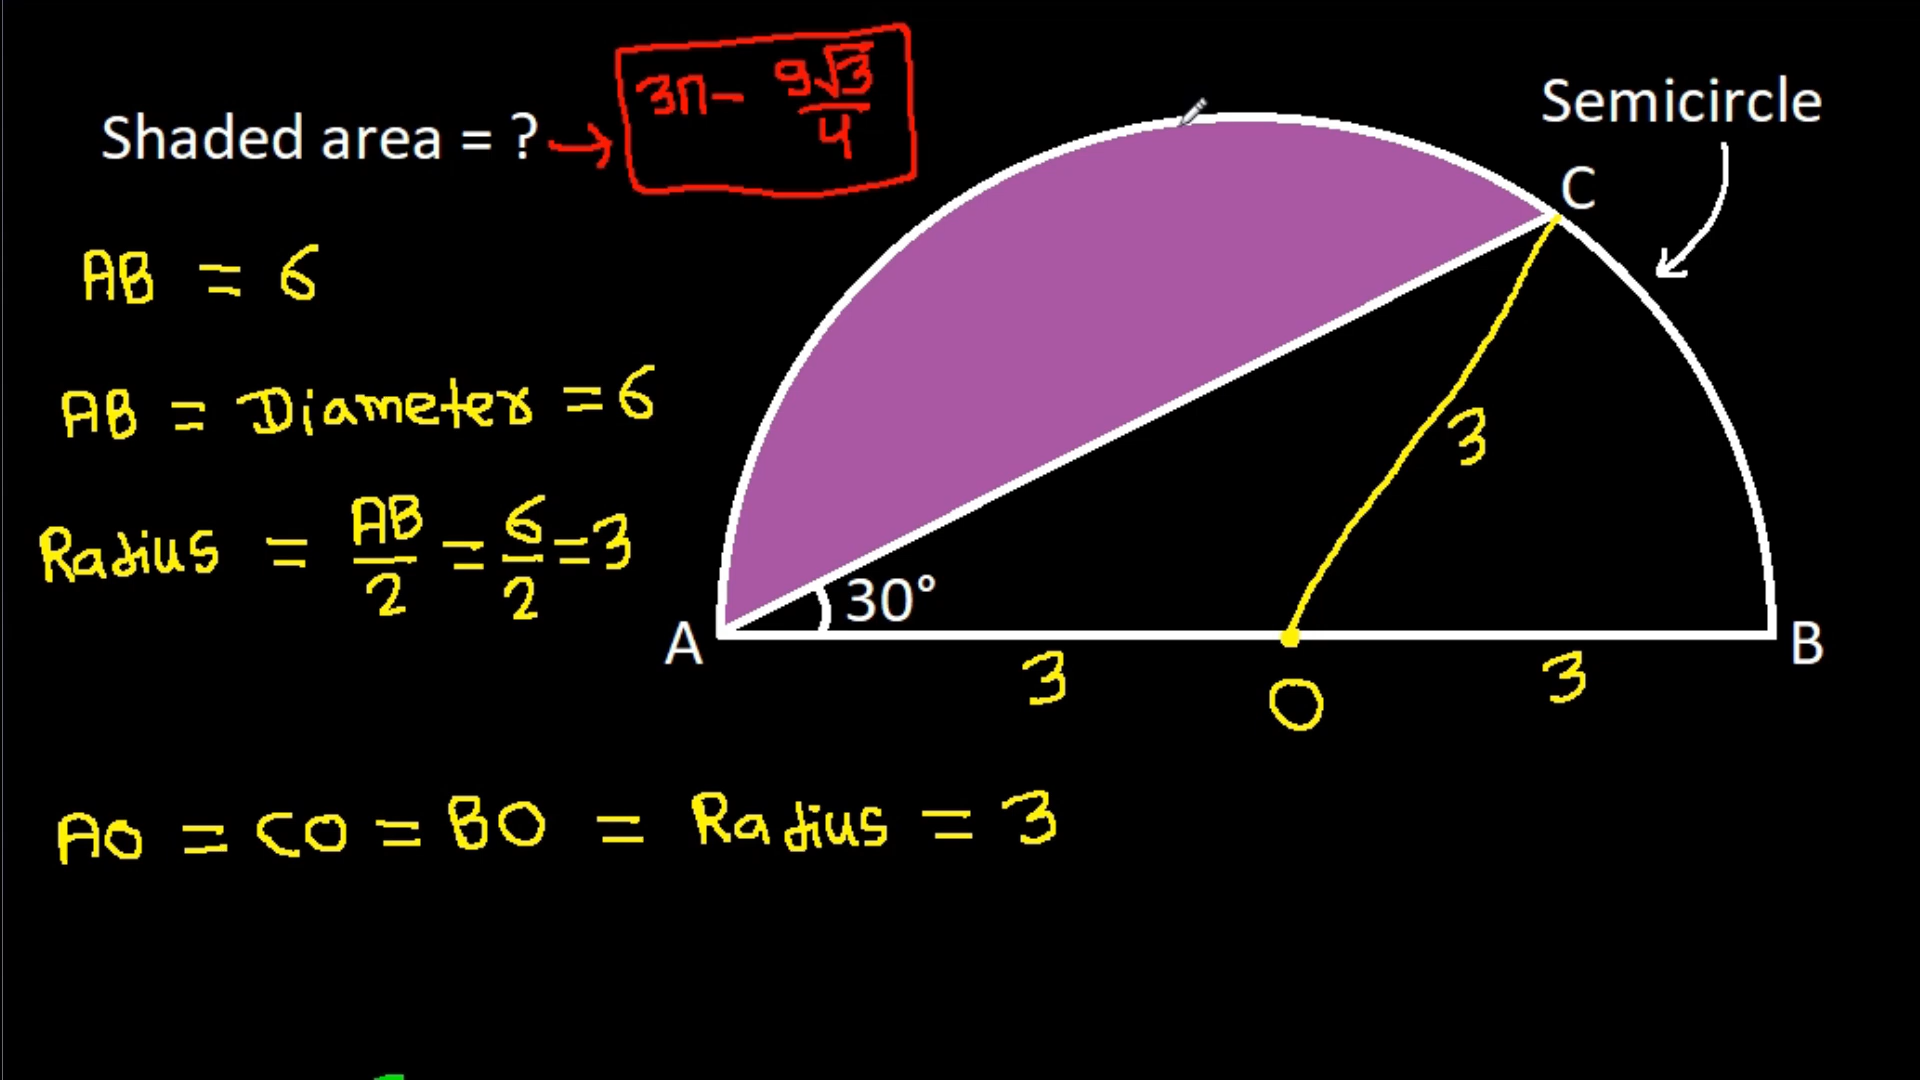 Shaded area = ? → 3π - 9√3/4
Semicircle
C
AB = 6
AB = Diameter = 6
3
Radius = AB/2 = 6/2 = 3
30°
A
B
3
3
O
AO = CO = BO = Radius = 3